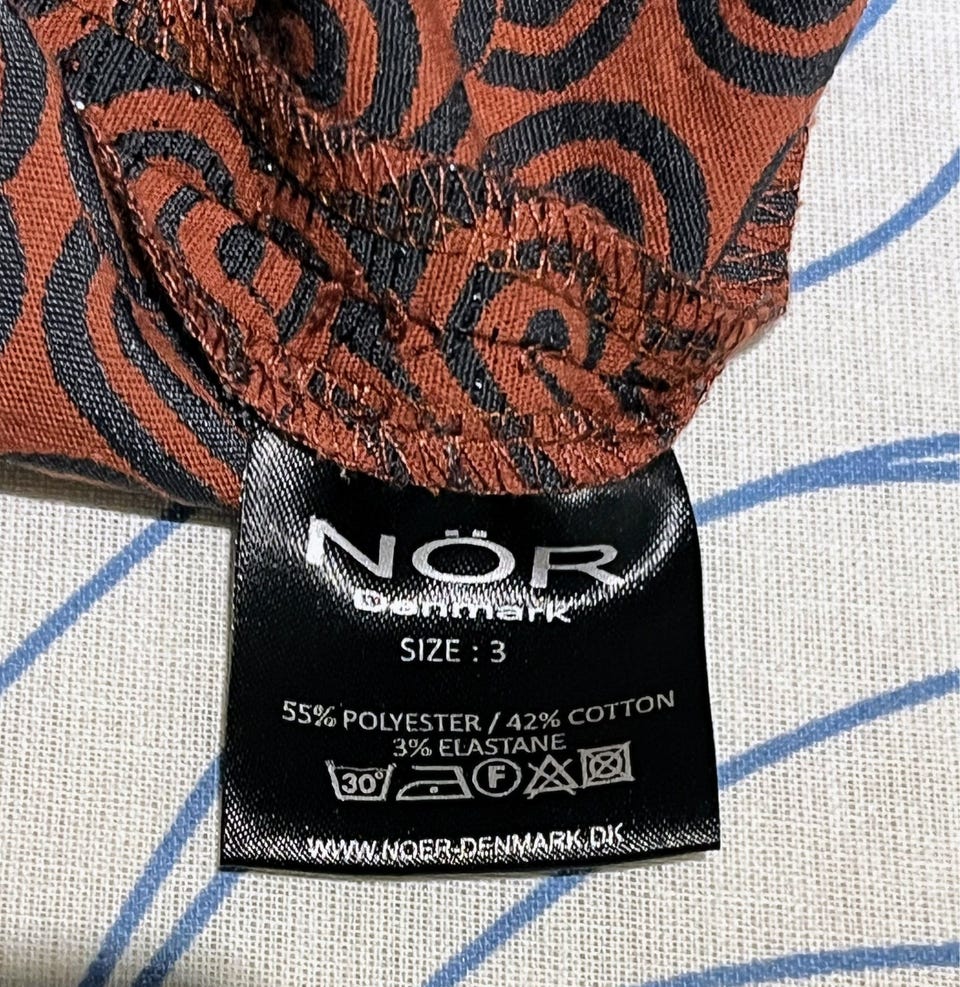 NÖR
Denmark
SIZE : 3
55% POLYESTER / 42% COTTON
3% ELASTANE
30° F
WWW.NOER-DENMARK.DK